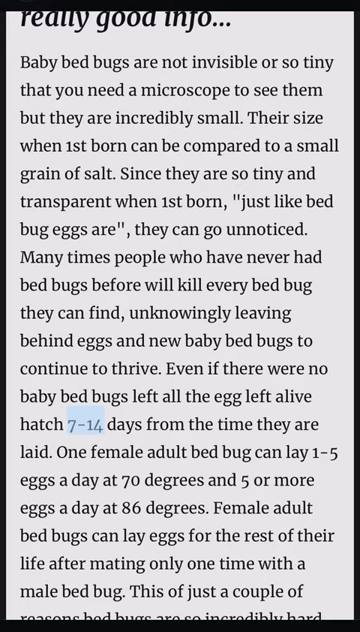 really good info...
Baby bed bugs are not invisible or so tiny
that you need a microscope to see them
but they are incredibly small. Their size
when 1st born can be compared to a small
grain of salt. Since they are so tiny and
transparent when 1st born, "just like bed
bug eggs are", they can go unnoticed.
Many times people who have never had
bed bugs before will kill every bed bug
they can find, unknowingly leaving
behind eggs and new baby bed bugs to
continue to thrive. Even if there were no
baby bed bugs left all the egg left alive
hatch 7-14 days from the time they are
laid. One female adult bed bug can lay 1-5
eggs a day at 70 degrees and 5 or more
eggs a day at 86 degrees. Female adult
bed bugs can lay eggs for the rest of their
life after mating only one time with a
male bed bug. This of just a couple of
reasons bed bugs are so incredibly hard